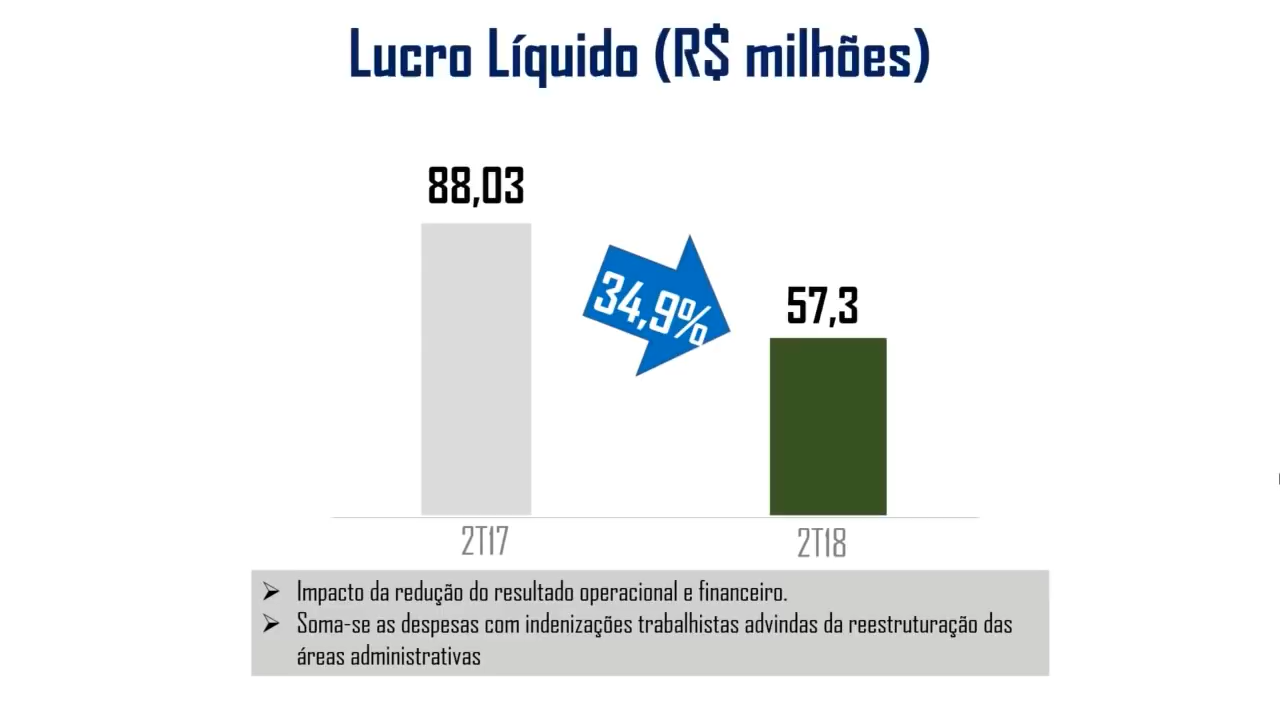 Lucro Líquido (R$ milhões)
88,03
34,9%
57,3
2T17
2T18
Impacto da redução do resultado operacional e financeiro.
Soma-se as despesas com indenizações trabalhistas advindas da reestruturação das
áreas administrativas